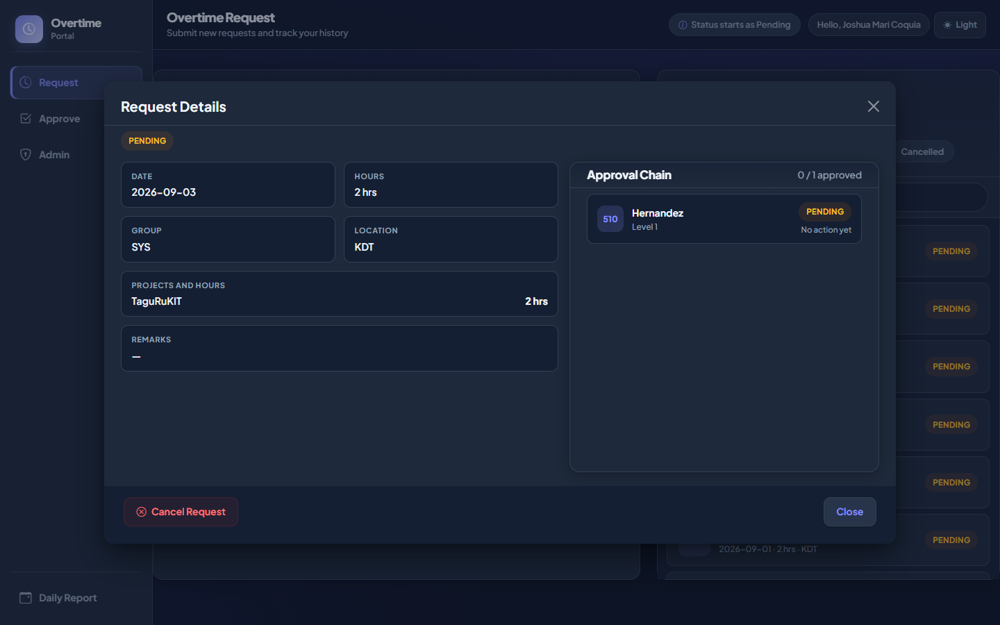 Overtime
Portal
Request
Approve
Admin
Daily Report
Overtime Request
Submit new requests and track your history
Status starts as Pending
Hello, Joshua Mari Coquia
Light
Request Details
PENDING
DATE
2026-09-03
HOURS
2 hrs
GROUP
SYS
LOCATION
KDT
PROJECTS AND HOURS
TaguRuKIT
2 hrs
REMARKS
—
Approval Chain
0 / 1 approved
510
Hernandez
Level 1
PENDING
No action yet
Cancel Request
Close
Cancelled
PENDING
PENDING
PENDING
PENDING
PENDING
PENDING
2026-09-01 · 2 hrs · KDT